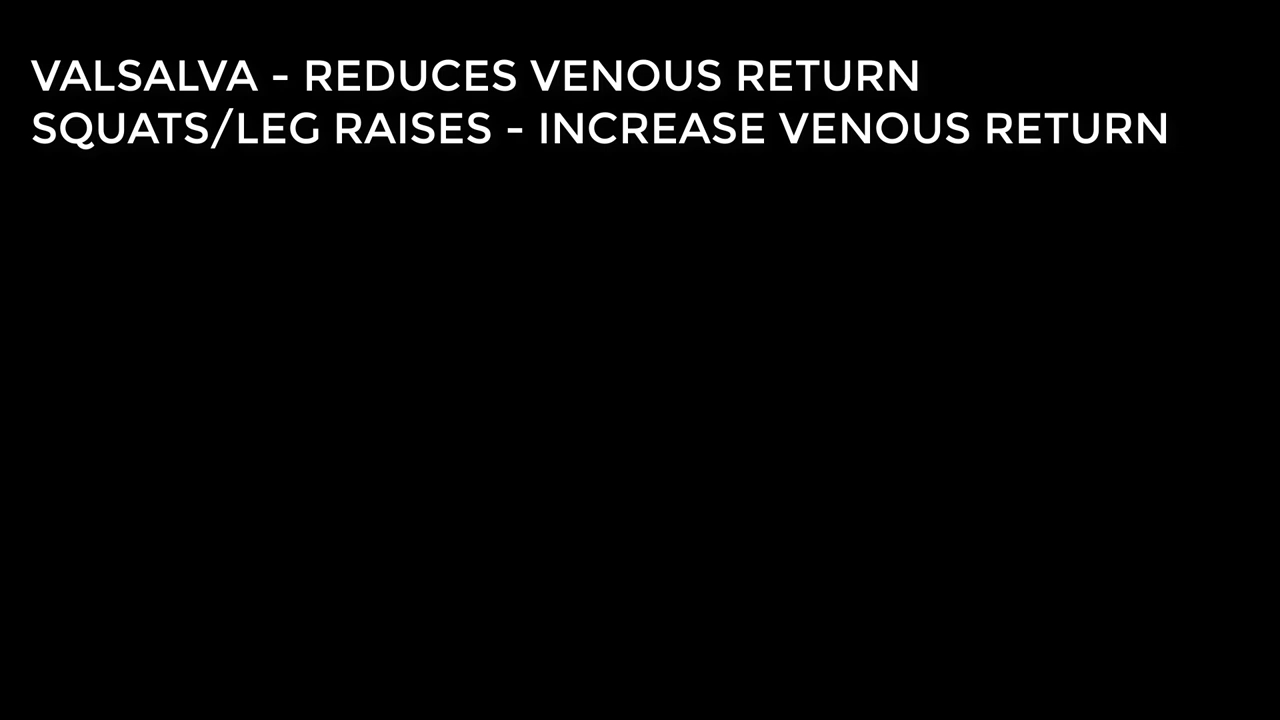 VALSALVA - REDUCES VENOUS RETURN
SQUATS/LEG RAISES - INCREASE VENOUS RETURN